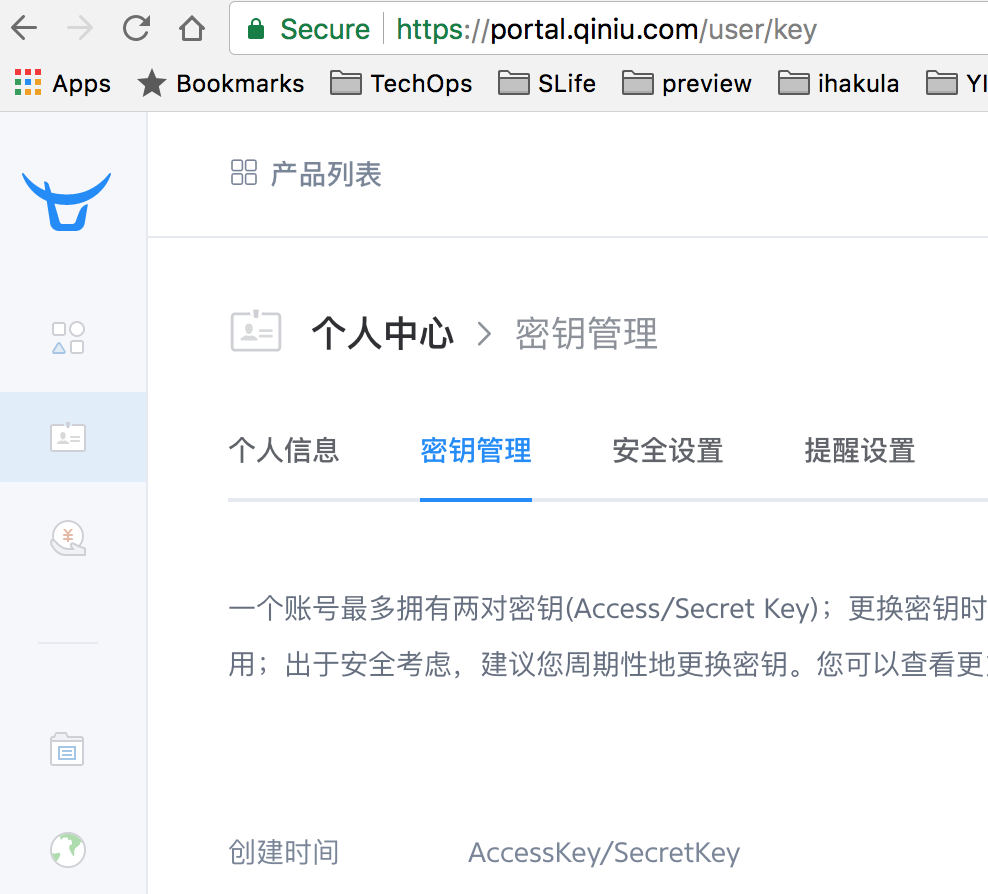 Secure https://portal.qiniu.com/user/key
Apps Bookmarks TechOps SLife preview ihakula
产品列表
个人中心 > 密钥管理
个人信息 密钥管理 安全设置 提醒设置
¥
一个账号最多拥有两对密钥(Access/Secret Key)；更换密钥时
用；出于安全考虑，建议您周期性地更换密钥。您可以查看更
创建时间 AccessKey/SecretKey